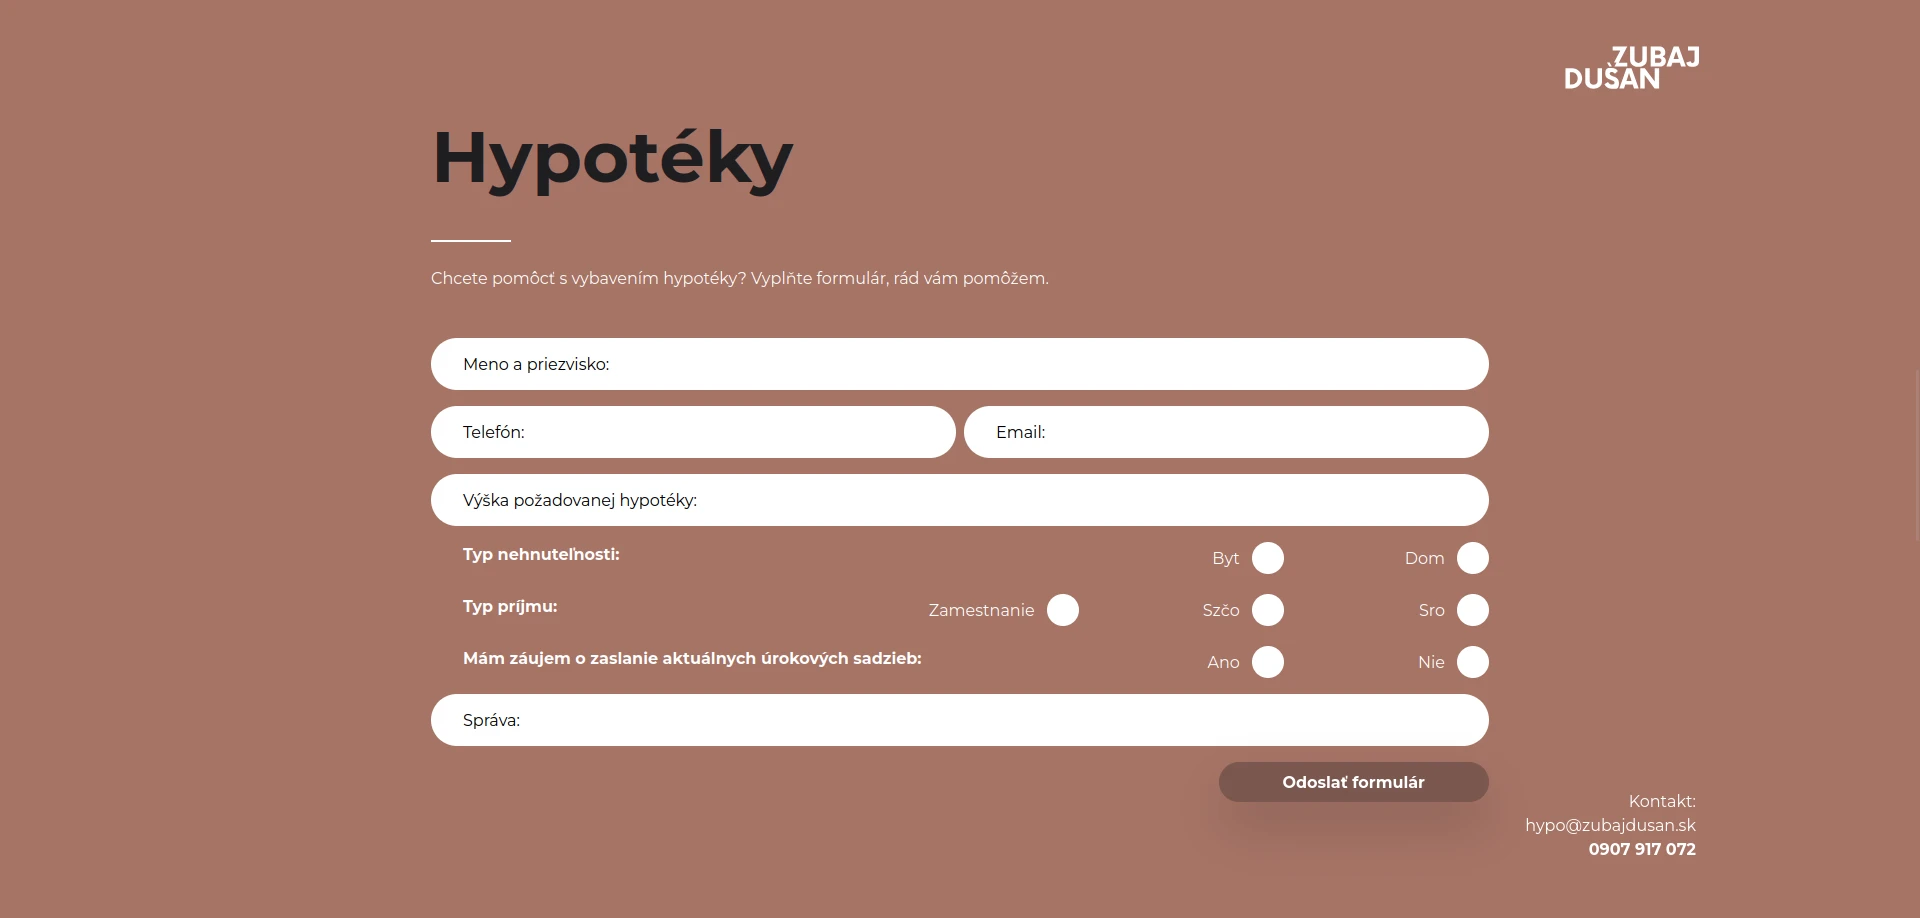 ZUBAJ
DUŠAN
Hypotéky
Chcete pomôcť s vybavením hypotéky? Vyplňte formulár, rád vám pomôžem.
Meno a priezvisko:
Telefón:
Email:
Výška požadovanej hypotéky:
Typ nehnuteľnosti:
Byt
Dom
Typ príjmu:
Zamestnanie
Szčo
Sro
Mám záujem o zaslanie aktuálnych úrokových sadzieb:
Ano
Nie
Správa:
Odoslať formulár
Kontakt:
hypo@zubajdusan.sk
0907 917 072